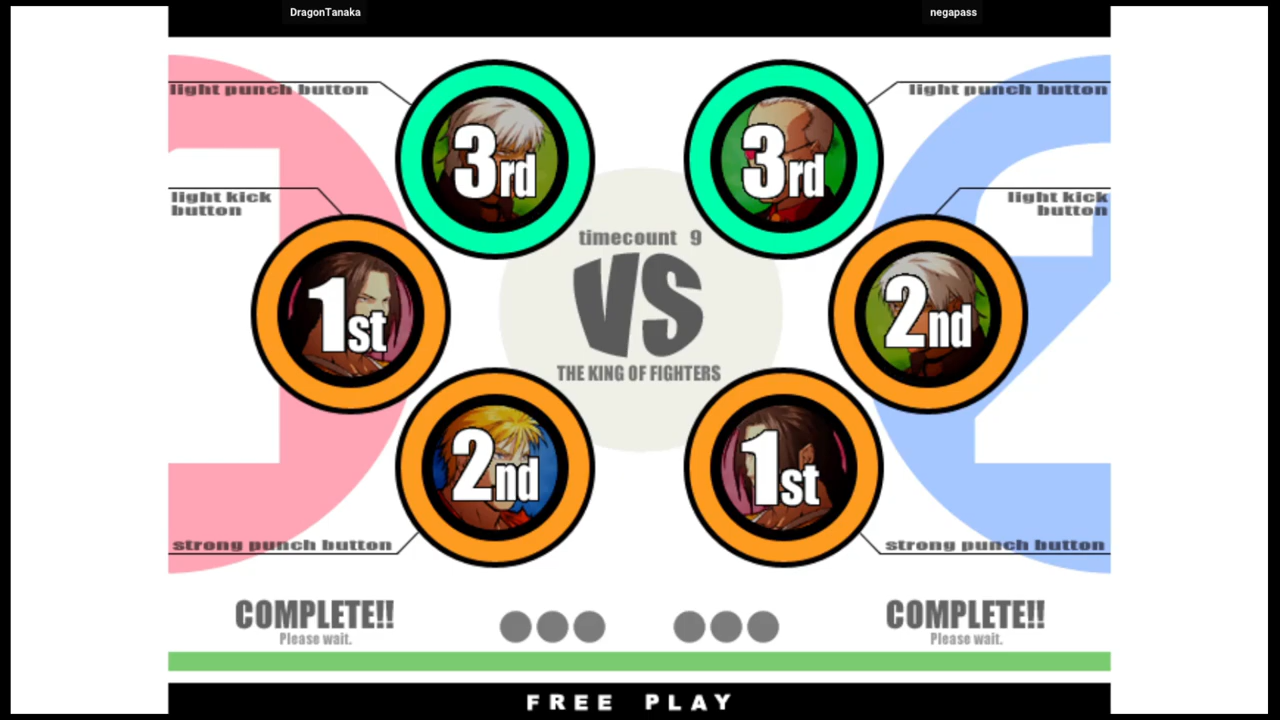 DragonTanaka
negapass
light punch button
light punch button
3rd
3rd
light kick
button
light kick
button
timecount 9
VS
THE KING OF FIGHTERS
1st
2nd
2nd
1st
strong punch button
strong punch button
COMPLETE!!
Please wait.
COMPLETE!!
Please wait.
FREE PLAY